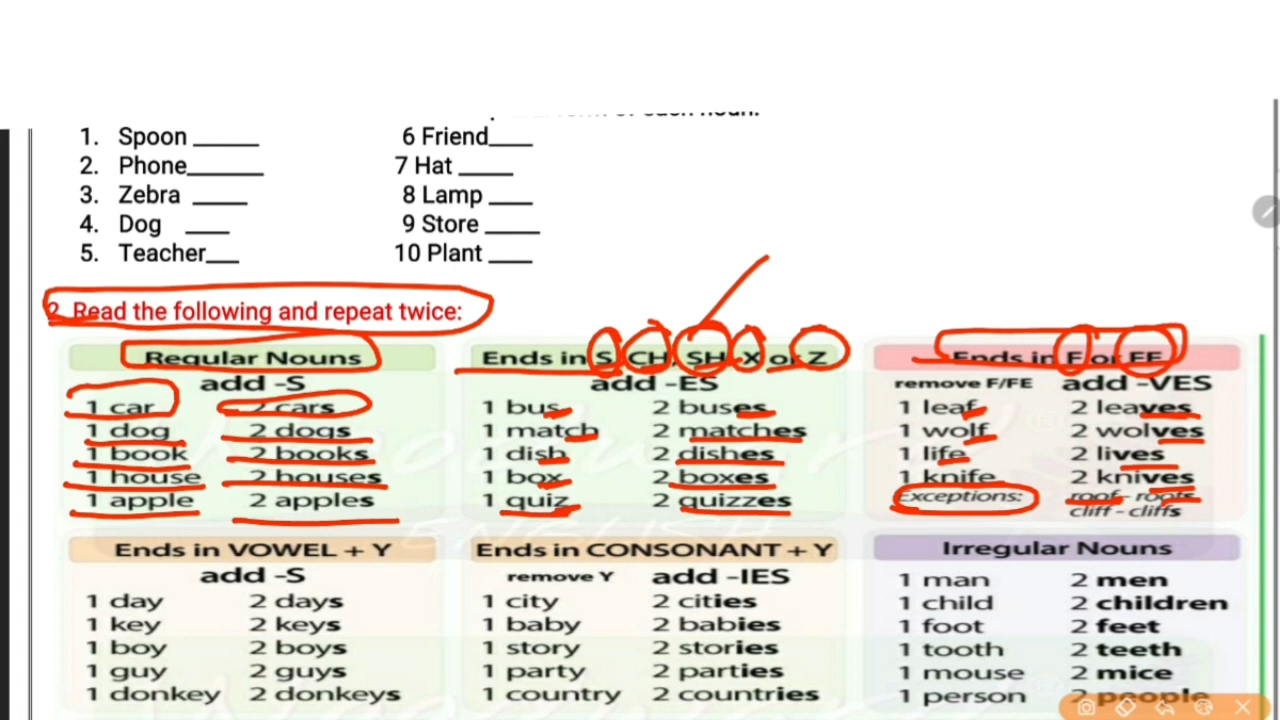 1. Spoon _____ 6 Friend____
2. Phone______ 7 Hat _____
3. Zebra _____ 8 Lamp ____
4. Dog ____ 9 Store _____
5. Teacher___ 10 Plant ____
2. Read the following and repeat twice:
Regular Nouns
add -S
1 car 2 cars
1 dog 2 dogs
1 book 2 books
1 house 2 houses
1 apple 2 apples
Ends in S, CH, SH, X or Z
add -ES
1 bus 2 buses
1 match 2 matches
1 dish 2 dishes
1 box 2 boxes
1 quiz 2 quizzes
Ends in F or FE
remove F/FE add -VES
1 leaf 2 leaves
1 wolf 2 wolves
1 life 2 lives
1 knife 2 knives
Exceptions: roof - roofs
cliff - cliffs
Ends in VOWEL + Y
add -S
1 day 2 days
1 key 2 keys
1 boy 2 boys
1 guy 2 guys
1 donkey 2 donkeys
Ends in CONSONANT + Y
remove Y add -IES
1 city 2 cities
1 baby 2 babies
1 story 2 stories
1 party 2 parties
1 country 2 countries
Irregular Nouns
1 man 2 men
1 child 2 children
1 foot 2 feet
1 tooth 2 teeth
1 mouse 2 mice
1 person 2 people